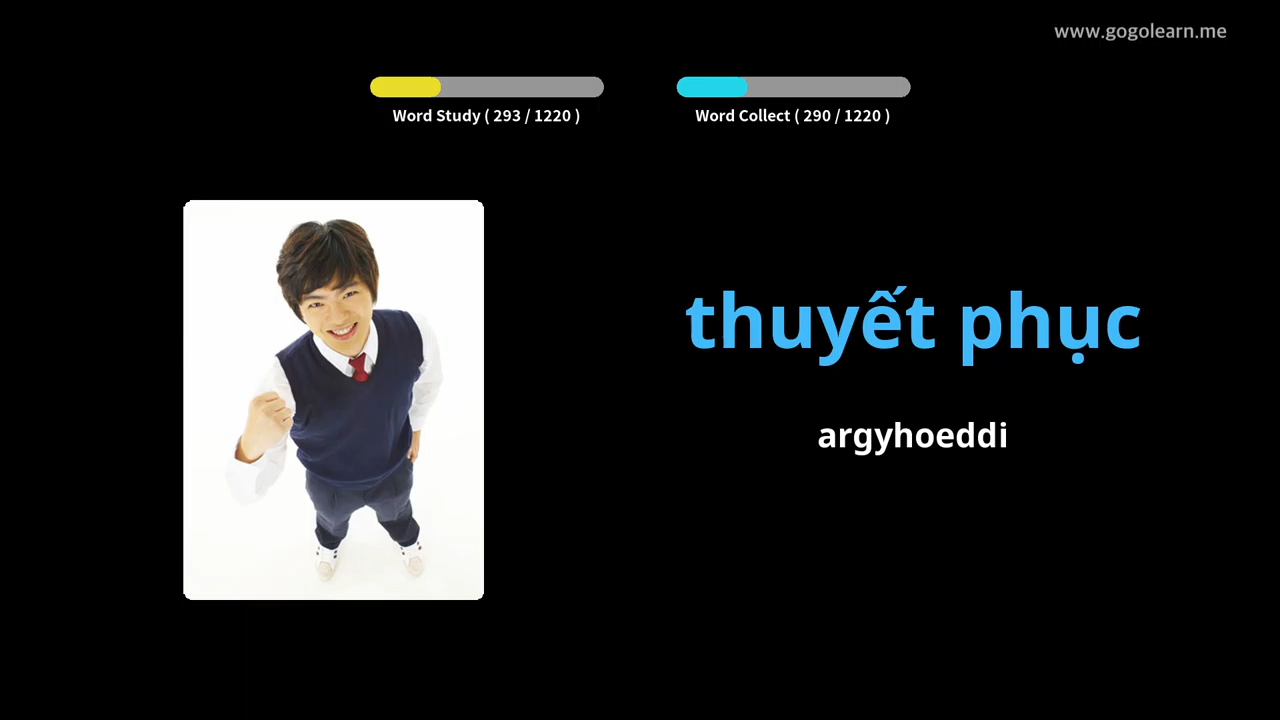 www.gogolearn.me
Word Study ( 293 / 1220 )
Word Collect ( 290 / 1220 )
thuyết phục
argyhoeddi